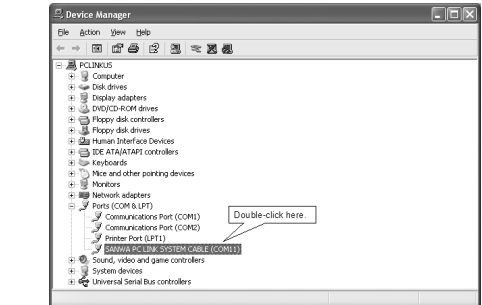 Device Manager
File Action View Help
PCLINKUS
Computer
Disk drives
Display adapters
DVD/CD-ROM drives
Floppy disk controllers
Floppy disk drives
Human Interface Devices
IDE ATA/ATAPI controllers
Keyboards
Mice and other pointing devices
Monitors
Network adapters
Ports (COM & LPT)
Communications Port (COM1)
Double-click here.
Communications Port (COM2)
Printer Port (LPT1)
SANWA PC LINK SYSTEM CABLE (COM11)
Sound, video and game controllers
System devices
Universal Serial Bus controllers